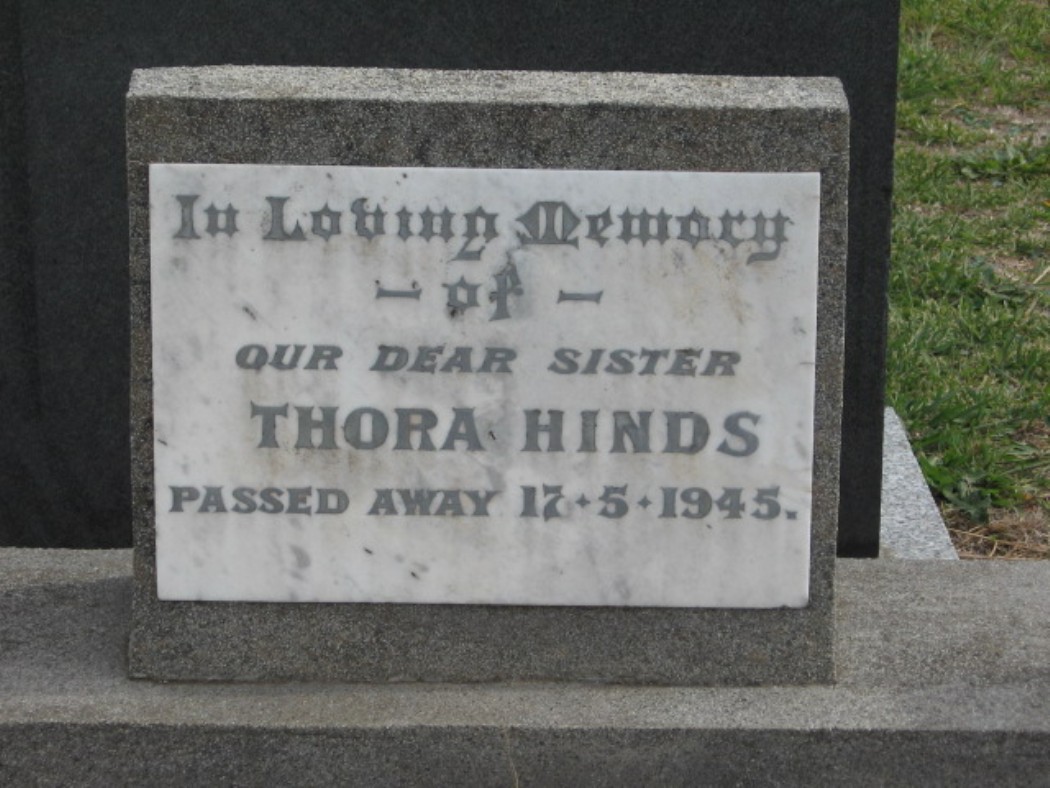 In Loving Memory
- of -
OUR DEAR SISTER
THORA HINDS
PASSED AWAY 17·5·1945.